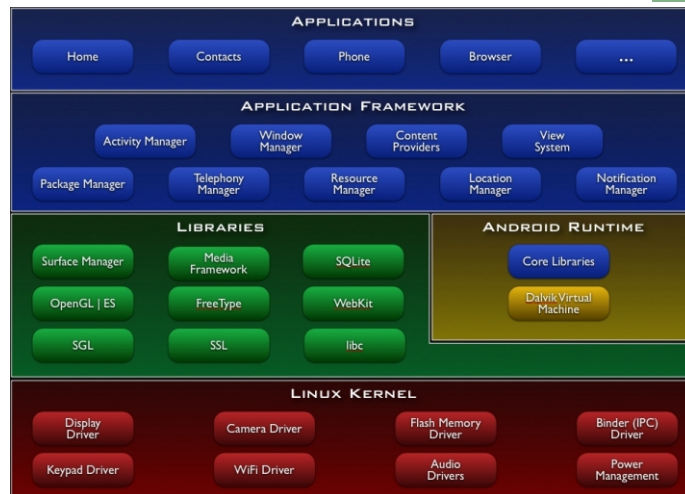 APPLICATIONS
Home
Contacts
Phone
Browser
...
APPLICATION FRAMEWORK
Activity Manager
Window
Manager
Content
Providers
View
System
Package Manager
Telephony
Manager
Resource
Manager
Location
Manager
Notification
Manager
LIBRARIES
Surface Manager
Media
Framework
SQLite
OpenGL | ES
FreeType
WebKit
SGL
SSL
libc
ANDROID RUNTIME
Core Libraries
Dalvik Virtual
Machine
LINUX KERNEL
Display
Driver
Camera Driver
Flash Memory
Driver
Binder (IPC)
Driver
Keypad Driver
WiFi Driver
Audio
Drivers
Power
Management